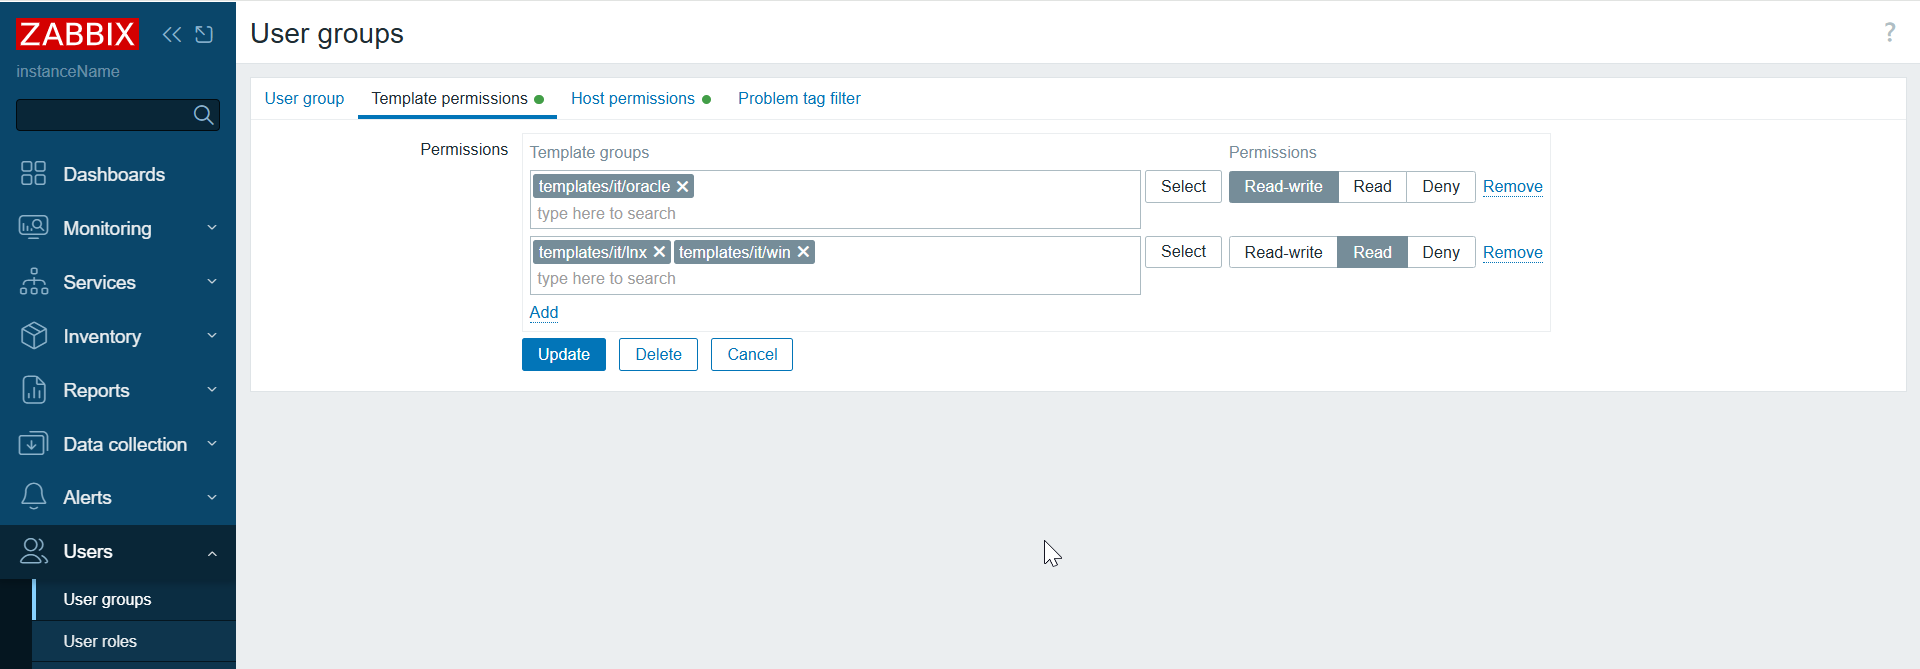 ZABBIX
instanceName
Dashboards
Monitoring
Services
Inventory
Reports
Data collection
Alerts
Users
User groups
User roles
User groups
?
User group Template permissions Host permissions Problem tag filter
Permissions
Template groups Permissions
templates/it/oracle Select Read-write Read Deny Remove
type here to search
templates/it/lnx templates/it/win Select Read-write Read Deny Remove
type here to search
Add
Update Delete Cancel